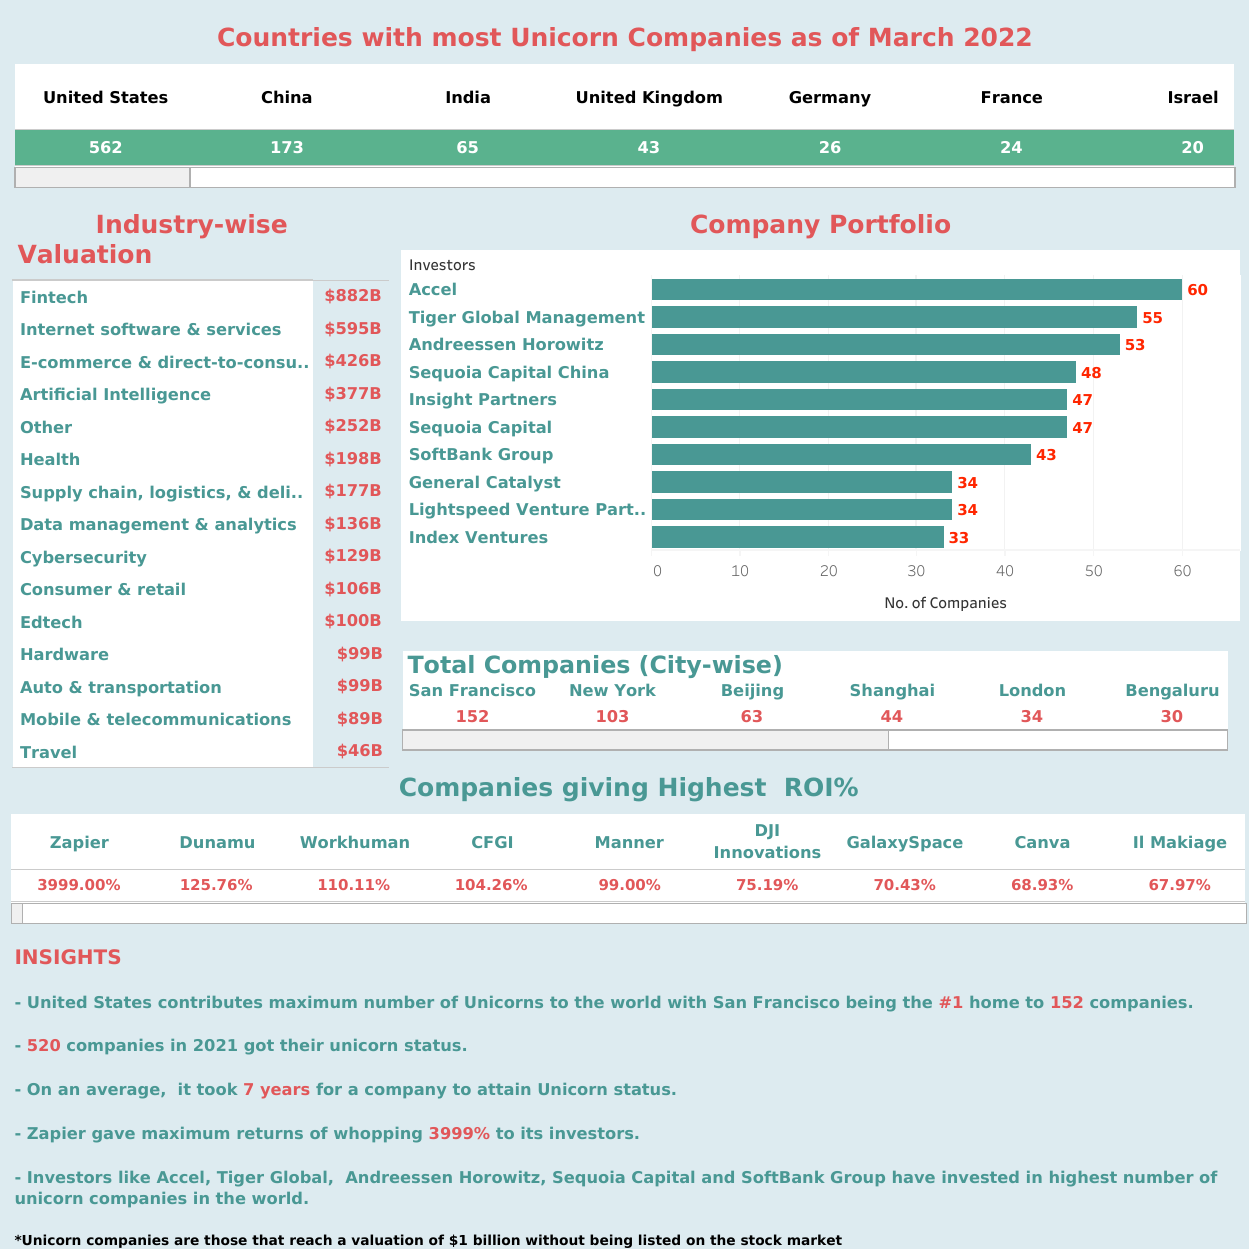 Countries with most Unicorn Companies as of March 2022
United States China India United Kingdom Germany France Israel
562 173 65 43 26 24 20
Industry-wise
Valuation
Fintech $882B
Internet software & services $595B
E-commerce & direct-to-consu.. $426B
Artificial Intelligence $377B
Other $252B
Health $198B
Supply chain, logistics, & deli.. $177B
Data management & analytics $136B
Cybersecurity $129B
Consumer & retail $106B
Edtech $100B
Hardware $99B
Auto & transportation $99B
Mobile & telecommunications $89B
Travel $46B
Company Portfolio
Investors
Accel 60
Tiger Global Management 55
Andreessen Horowitz 53
Sequoia Capital China 48
Insight Partners 47
Sequoia Capital 47
SoftBank Group 43
General Catalyst 34
Lightspeed Venture Part.. 34
Index Ventures 33
0 10 20 30 40 50 60
No. of Companies
Total Companies (City-wise)
San Francisco New York Beijing Shanghai London Bengaluru
152 103 63 44 34 30
Companies giving Highest  ROI%
Zapier Dunamu Workhuman CFGI Manner DJI Innovations GalaxySpace Canva Il Makiage
3999.00% 125.76% 110.11% 104.26% 99.00% 75.19% 70.43% 68.93% 67.97%
INSIGHTS
- United States contributes maximum number of Unicorns to the world with San Francisco being the #1 home to 152 companies.
- 520 companies in 2021 got their unicorn status.
- On an average,  it took 7 years for a company to attain Unicorn status.
- Zapier gave maximum returns of whopping 3999% to its investors.
- Investors like Accel, Tiger Global,  Andreessen Horowitz, Sequoia Capital and SoftBank Group have invested in highest number of
unicorn companies in the world.
*Unicorn companies are those that reach a valuation of $1 billion without being listed on the stock market